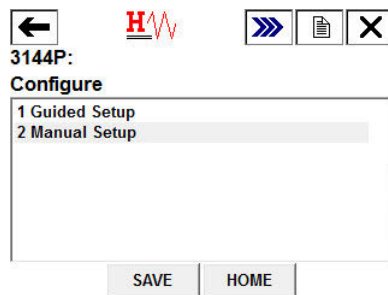 H
3144P:
Configure
1 Guided Setup
2 Manual Setup
SAVE HOME